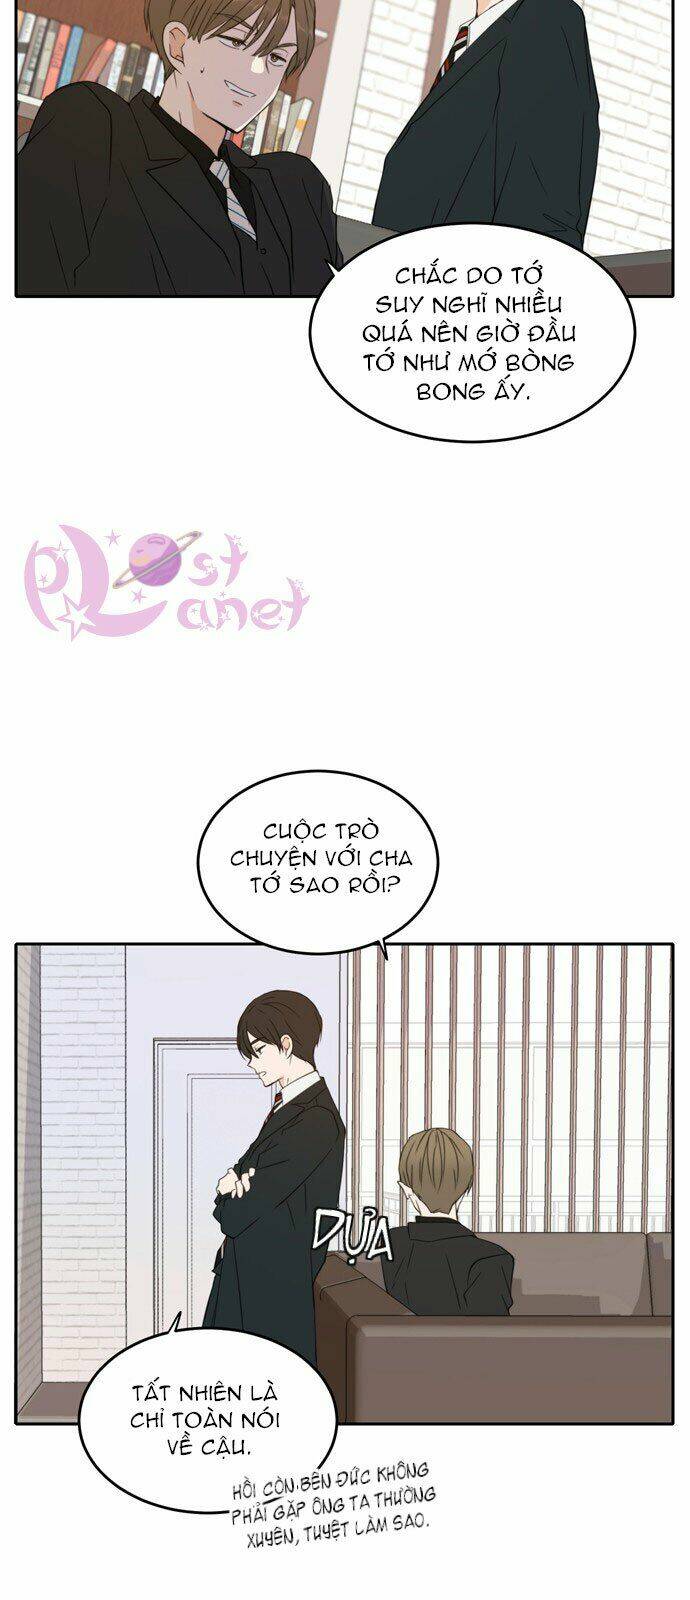 CHẮC DO TỚ
SUY NGHĨ NHIỀU
QUÁ NÊN GIỜ ĐẦU
TỚ NHƯ MỚ BÒNG
BONG ẤY.
Lost
Planet
CUỘC TRÒ
CHUYỆN VỚI CHA
TỚ SAO RỒI?
DỰA
TẤT NHIÊN LÀ
CHỈ TOÀN NÓI
VỀ CẬU.
HỒI CÒN BÊN ĐỨC KHÔNG
PHẢI GẶP ÔNG TA THƯỜNG
XUYÊN, TUYỆT LÀM SAO.